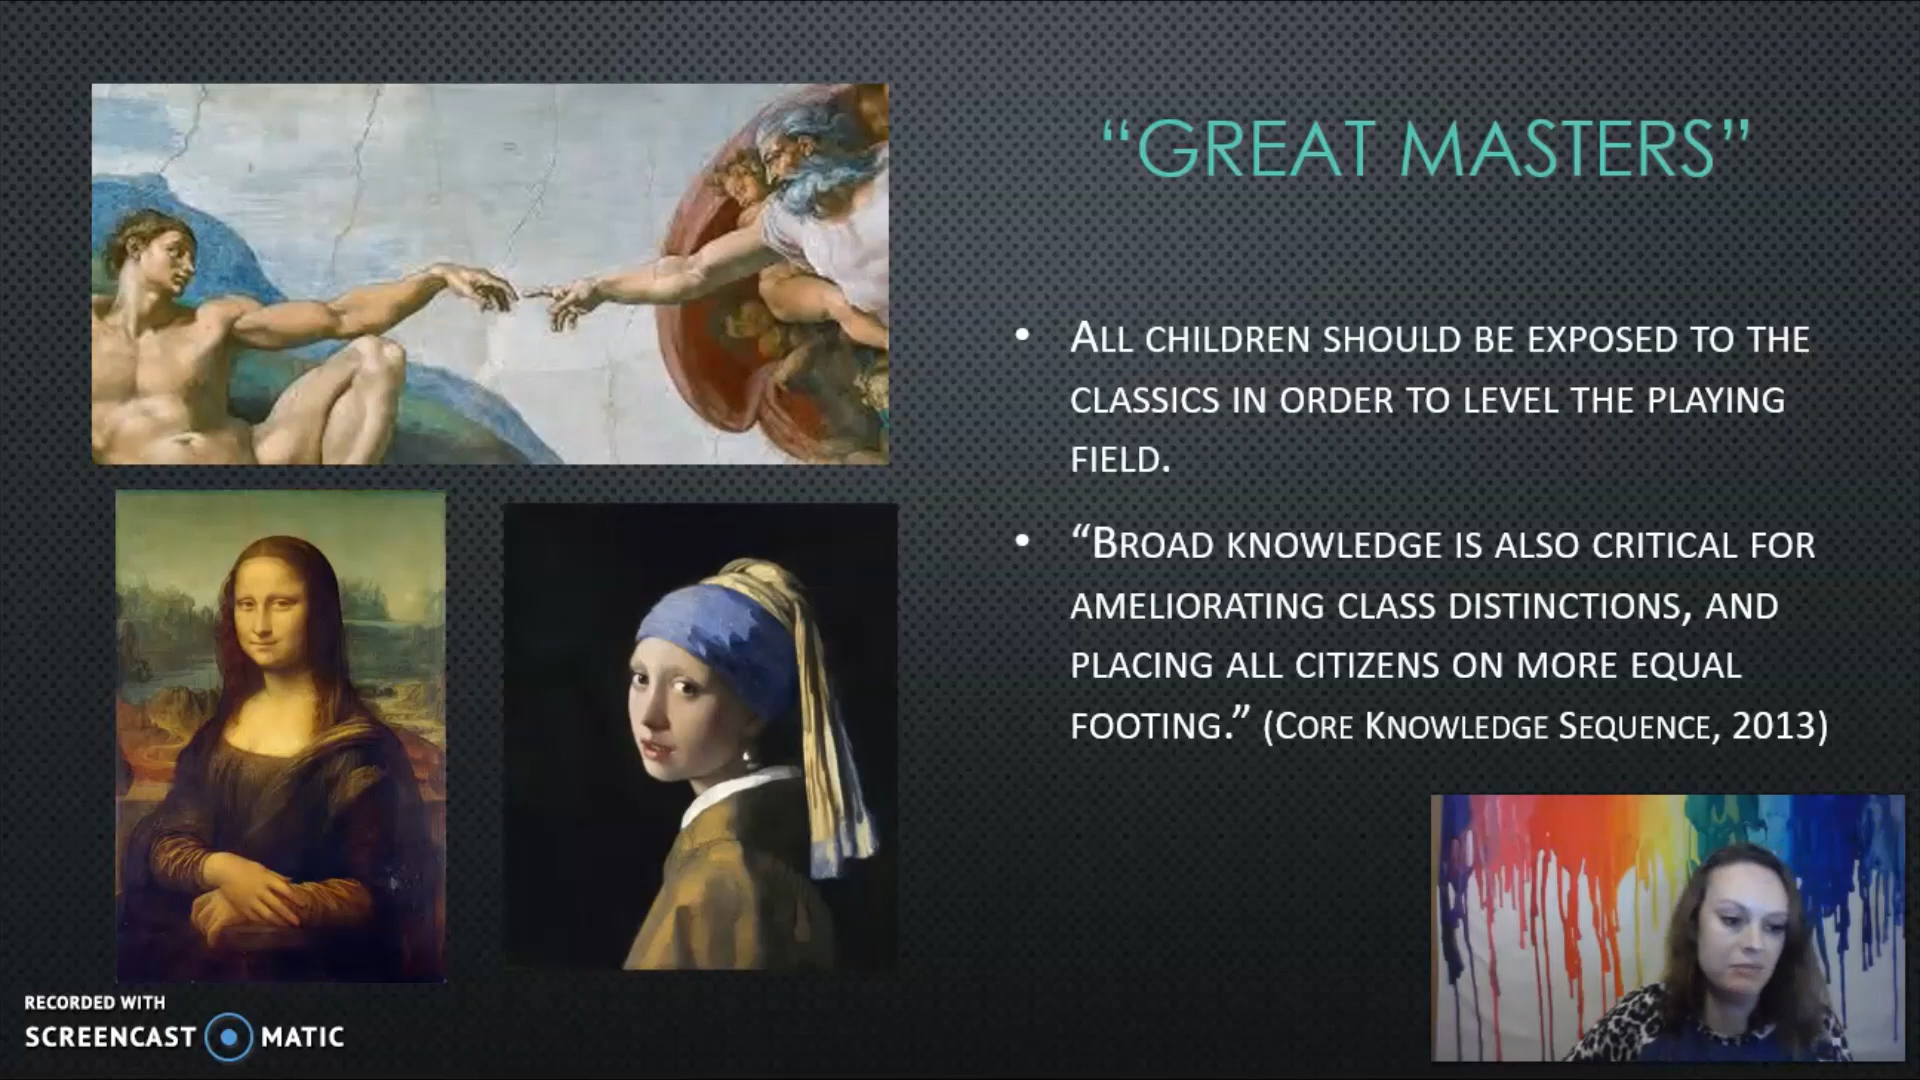 “GREAT MASTERS”
• ALL CHILDREN SHOULD BE EXPOSED TO THE
CLASSICS IN ORDER TO LEVEL THE PLAYING
FIELD.
• “BROAD KNOWLEDGE IS ALSO CRITICAL FOR
AMELIORATING CLASS DISTINCTIONS, AND
PLACING ALL CITIZENS ON MORE EQUAL
FOOTING.” (CORE KNOWLEDGE SEQUENCE, 2013)
RECORDED WITH
SCREENCAST MATIC